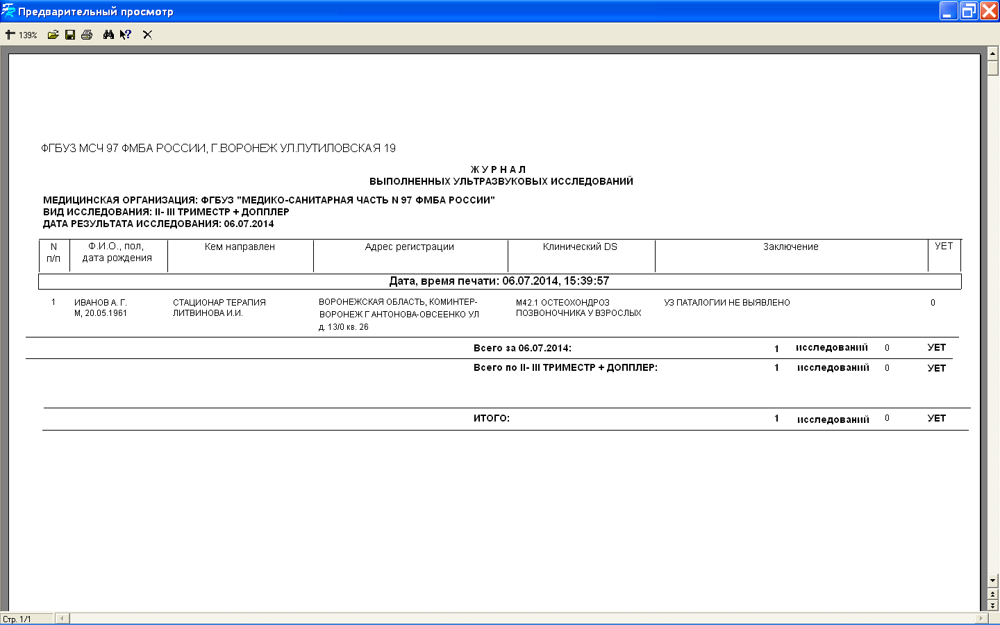 Предварительный просмотр
139%
ФГБУЗ МСЧ 97 ФМБА РОССИИ, Г.ВОРОНЕЖ УЛ.ПУТИЛОВСКАЯ 19
Ж У Р Н А Л
ВЫПОЛНЕННЫХ УЛЬТРАЗВУКОВЫХ ИССЛЕДОВАНИЙ
МЕДИЦИНСКАЯ ОРГАНИЗАЦИЯ: ФГБУЗ "МЕДИКО-САНИТАРНАЯ ЧАСТЬ N 97 ФМБА РОССИИ"
ВИД ИССЛЕДОВАНИЯ: II- III ТРИМЕСТР + ДОППЛЕР
ДАТА РЕЗУЛЬТАТА ИССЛЕДОВАНИЯ: 06.07.2014
N п/п Ф.И.О., пол, дата рождения Кем направлен Адрес регистрации Клинический DS Заключение УЕТ
Дата, время печати: 06.07.2014, 15:39:57
1 ИВАНОВ А. Г. СТАЦИОНАР ТЕРАПИЯ ВОРОНЕЖСКАЯ ОБЛАСТЬ, КОМИНТЕР- М42.1 ОСТЕОХОНДРОЗ УЗ ПАТАЛОГИИ НЕ ВЫЯВЛЕНО 0
М, 20.05.1961 ЛИТВИНОВА И.И. ВОРОНЕЖ Г АНТОНОВА-ОВСЕЕНКО УЛ ПОЗВОНОЧНИКА У ВЗРОСЛЫХ
д. 13/0 кв. 26
Всего за 06.07.2014: 1 исследований 0 УЕТ
Всего по II- III ТРИМЕСТР + ДОППЛЕР: 1 исследований 0 УЕТ
ИТОГО: 1 исследований 0 УЕТ
Стр. 1/1